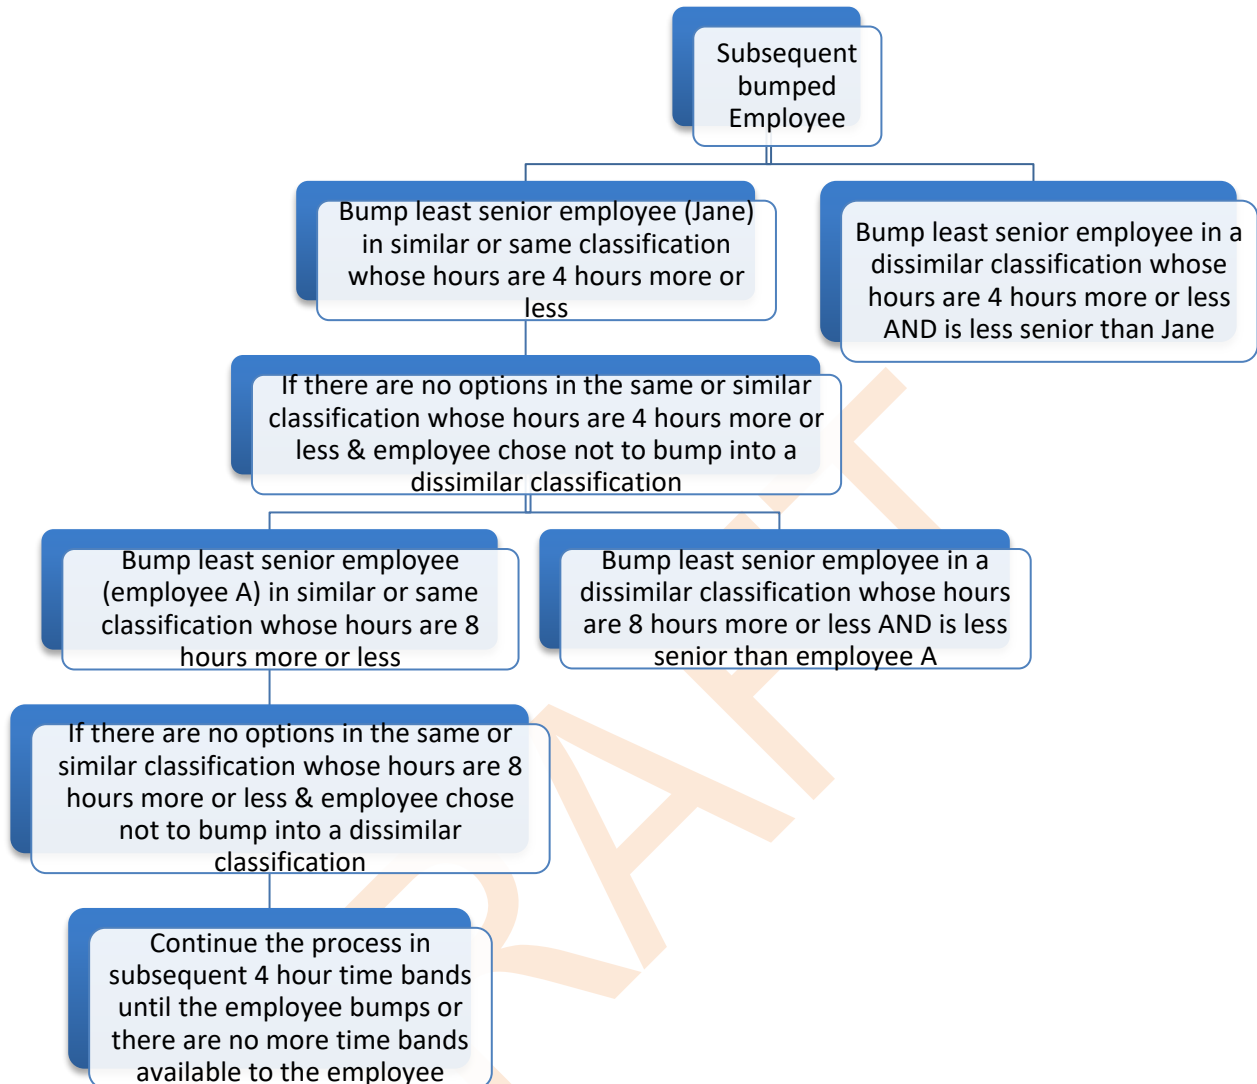 Subsequent
bumped
Employee
Bump least senior employee (Jane)
in similar or same classification
whose hours are 4 hours more or
less
Bump least senior employee in a
dissimilar classification whose
hours are 4 hours more or less
AND is less senior than Jane
If there are no options in the same or similar
classification whose hours are 4 hours more or
less & employee chose not to bump into a
dissimilar classification
Bump least senior employee
(employee A) in similar or same
classification whose hours are 8
hours more or less
Bump least senior employee in a
dissimilar classification whose hours
are 8 hours more or less AND is less
senior than employee A
If there are no options in the same or
similar classification whose hours are 8
hours more or less & employee chose
not to bump into a dissimilar
classification
Continue the process in
subsequent 4 hour time bands
until the employee bumps or
there are no more time bands
available to the employee